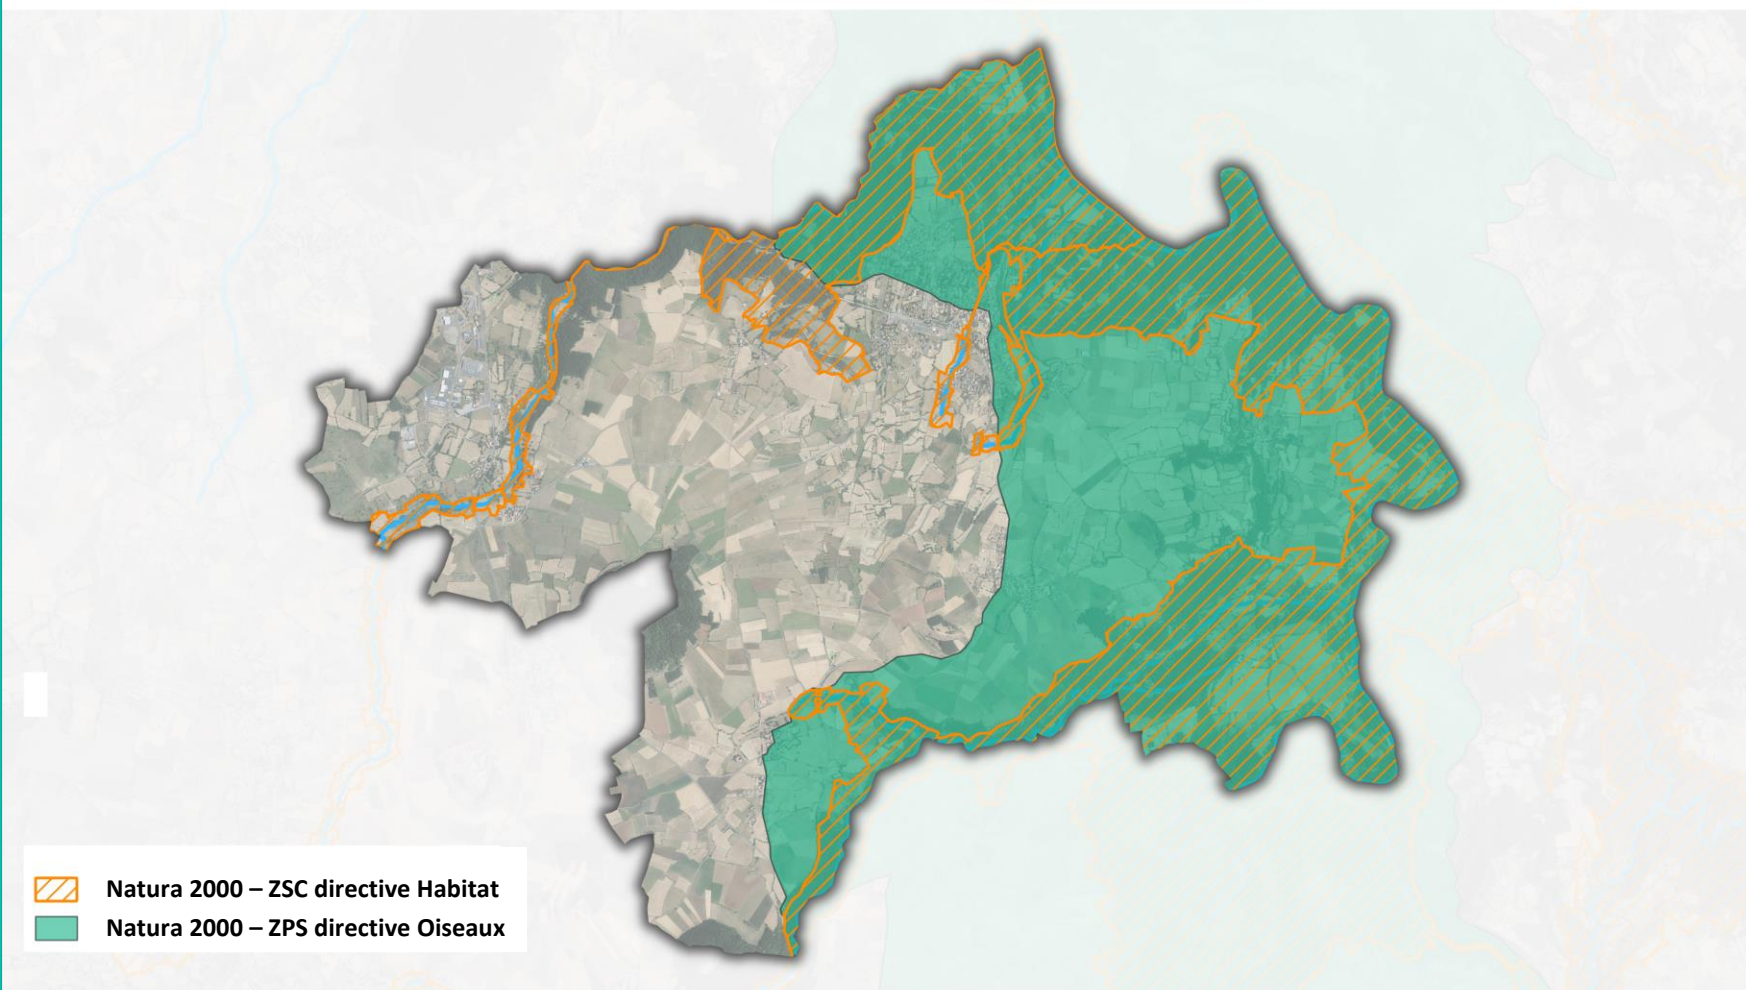 Natura 2000 – ZSC directive Habitat
Natura 2000 – ZPS directive Oiseaux